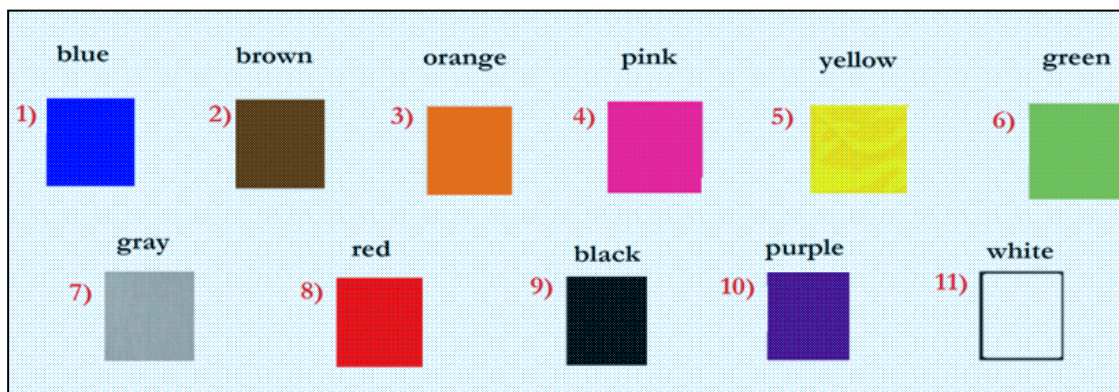 blue brown orange pink yellow green
1) 2) 3) 4) 5) 6)
gray red black purple white
7) 8) 9) 10) 11)